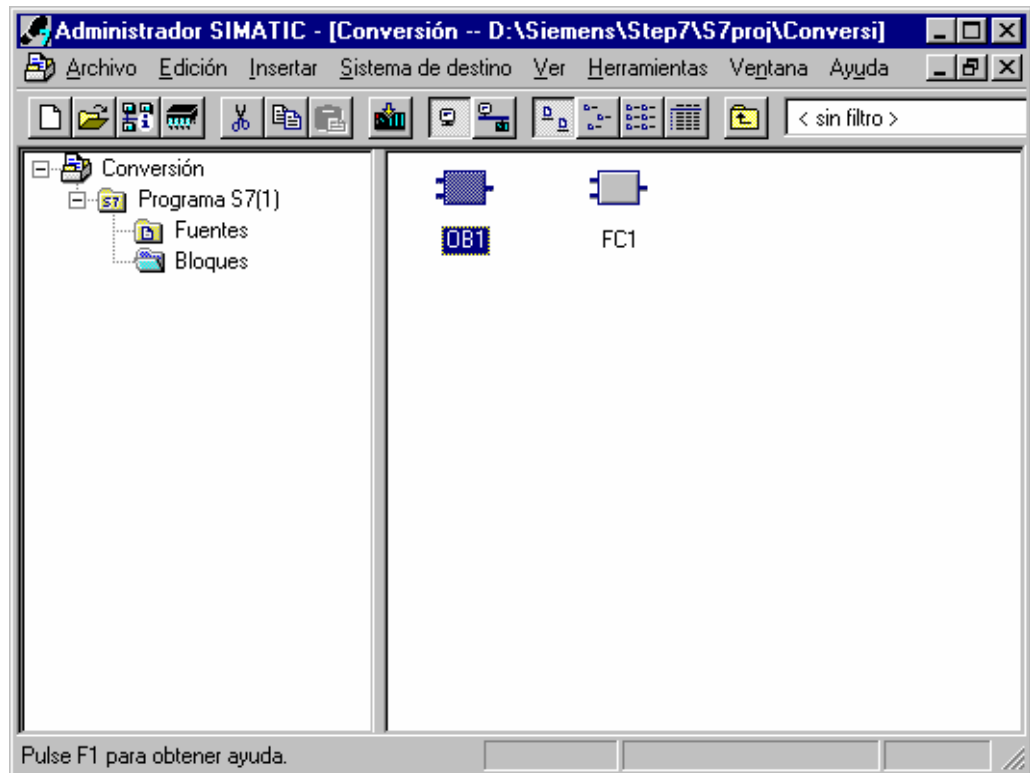 Administrador SIMATIC - [Conversión -- D:\Siemens\Step7\S7proj\Conversi]
Archivo Edición Insertar Sistema de destino Ver Herramientas Ventana Ayuda
< sin filtro >
Conversión
S7 Programa S7(1)
Fuentes
Bloques
OB1 FC1
Pulse F1 para obtener ayuda.